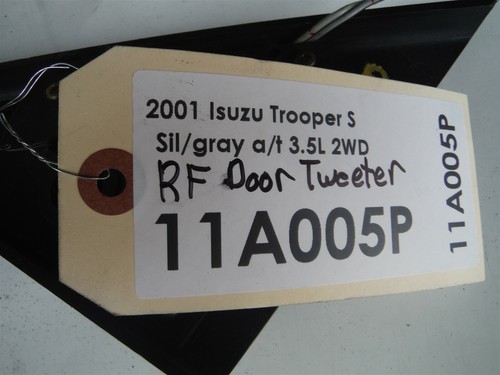 2001 Isuzu Trooper S
Sil/gray a/t 3.5L 2WD
RF Door Tweeter
11A005P
11A005P